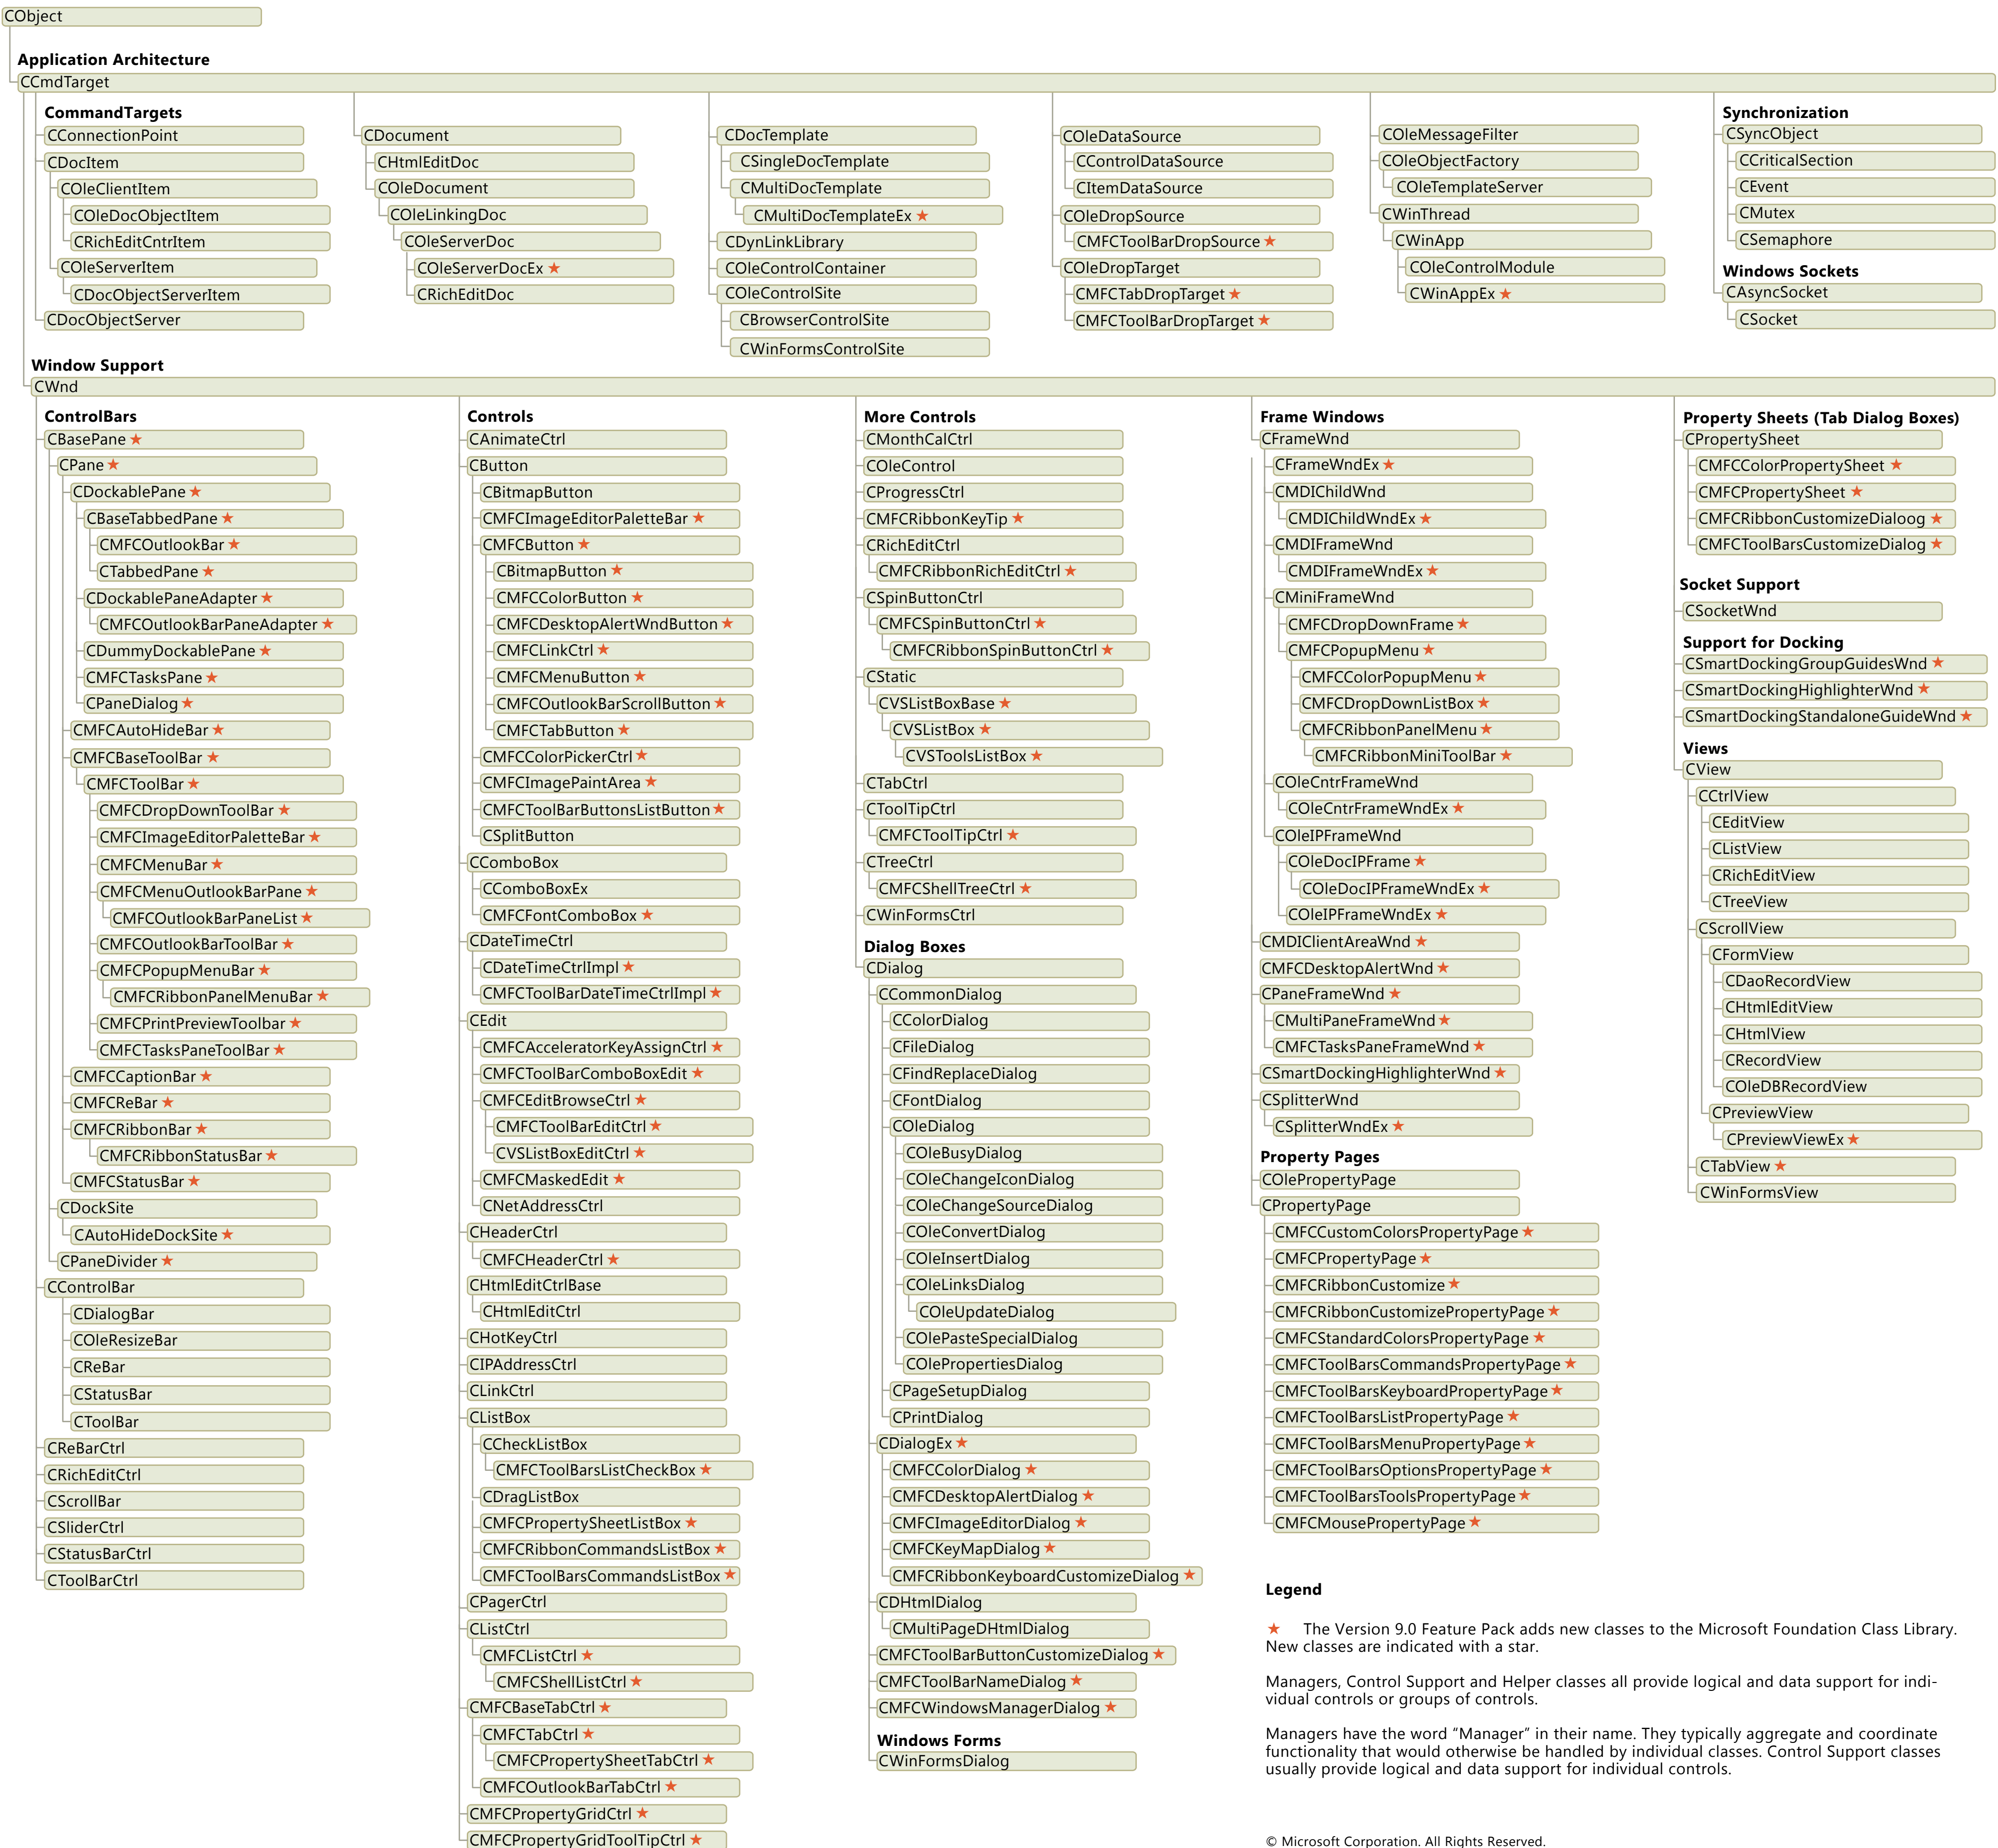 CObject
Application Architecture
CCmdTarget
CommandTargets
CConnectionPoint
CDocItem
COleClientItem
COleDocObjectItem
CRichEditCntrItem
COleServerItem
CDocObjectServerItem
CDocObjectServer
CDocument
CHtmlEditDoc
COleDocument
COleLinkingDoc
COleServerDoc
COleServerDocEx ★
CRichEditDoc
CDocTemplate
CSingleDocTemplate
CMultiDocTemplate
CMultiDocTemplateEx ★
CDynLinkLibrary
COleControlContainer
COleControlSite
CBrowserControlSite
CWinFormsControlSite
COleDataSource
CControlDataSource
CItemDataSource
COleDropSource
CMFCToolBarDropSource ★
COleDropTarget
CMFCTabDropTarget ★
CMFCToolBarDropTarget ★
COleMessageFilter
COleObjectFactory
COleTemplateServer
CWinThread
CWinApp
COleControlModule
CWinAppEx ★
Synchronization
CSyncObject
CCriticalSection
CEvent
CMutex
CSemaphore
Windows Sockets
CAsyncSocket
CSocket
Window Support
CWnd
ControlBars
CBasePane ★
CPane ★
CDockablePane ★
CBaseTabbedPane ★
CMFCOutlookBar ★
CTabbedPane ★
CDockablePaneAdapter ★
CMFCOutlookBarPaneAdapter ★
CDummyDockablePane ★
CMFCTasksPane ★
CPaneDialog ★
CMFCAutoHideBar ★
CMFCBaseToolBar ★
CMFCToolBar ★
CMFCDropDownToolBar ★
CMFCImageEditorPaletteBar ★
CMFCMenuBar ★
CMFCMenuOutlookBarPane ★
CMFCOutlookBarPaneList ★
CMFCOutlookBarToolBar ★
CMFCPopupMenuBar ★
CMFCRibbonPanelMenuBar ★
CMFCPrintPreviewToolbar ★
CMFCTasksPaneToolBar ★
CMFCCaptionBar ★
CMFCReBar ★
CMFCRibbonBar ★
CMFCRibbonStatusBar ★
CMFCStatusBar ★
CDockSite
CAutoHideDockSite ★
CPaneDivider ★
CControlBar
CDialogBar
COleResizeBar
CReBar
CStatusBar
CToolBar
CReBarCtrl
CRichEditCtrl
CScrollBar
CSliderCtrl
CStatusBarCtrl
CToolBarCtrl
Controls
CAnimateCtrl
CButton
CBitmapButton
CMFCImageEditorPaletteBar ★
CMFCButton ★
CBitmapButton ★
CMFCColorButton ★
CMFCDesktopAlertWndButton ★
CMFCLinkCtrl ★
CMFCMenuButton ★
CMFCOutlookBarScrollButton ★
CMFCTabButton ★
CMFCColorPickerCtrl ★
CMFCImagePaintArea ★
CMFCToolBarButtonsListButton ★
CSplitButton
CComboBox
CComboBoxEx
CMFCFontComboBox ★
CDateTimeCtrl
CDateTimeCtrlImpl ★
CMFCToolBarDateTimeCtrlImpl ★
CEdit
CMFCAcceleratorKeyAssignCtrl ★
CMFCToolBarComboBoxEdit ★
CMFCEditBrowseCtrl ★
CMFCToolBarEditCtrl ★
CVSListBoxEditCtrl ★
CMFCMaskedEdit ★
CNetAddressCtrl
CHeaderCtrl
CMFCHeaderCtrl ★
CHtmlEditCtrlBase
CHtmlEditCtrl
CHotKeyCtrl
CIPAddressCtrl
CLinkCtrl
CListBox
CCheckListBox
CMFCToolBarsListCheckBox ★
CDragListBox
CMFCPropertySheetListBox ★
CMFCRibbonCommandsListBox ★
CMFCToolBarsCommandsListBox ★
CPagerCtrl
CListCtrl
CMFCListCtrl ★
CMFCShellListCtrl ★
CMFCBaseTabCtrl ★
CMFCTabCtrl ★
CMFCPropertySheetTabCtrl ★
CMFCOutlookBarTabCtrl ★
CMFCPropertyGridCtrl ★
CMFCPropertyGridToolTipCtrl ★
More Controls
CMonthCalCtrl
COleControl
CProgressCtrl
CMFCRibbonKeyTip ★
CRichEditCtrl
CMFCRibbonRichEditCtrl ★
CSpinButtonCtrl
CMFCSpinButtonCtrl ★
CMFCRibbonSpinButtonCtrl ★
CStatic
CVSListBoxBase ★
CVSListBox ★
CVSToolsListBox ★
CTabCtrl
CToolTipCtrl
CMFCToolTipCtrl ★
CTreeCtrl
CMFCShellTreeCtrl ★
CWinFormsCtrl
Dialog Boxes
CDialog
CCommonDialog
CColorDialog
CFileDialog
CFindReplaceDialog
CFontDialog
COleDialog
COleBusyDialog
COleChangeIconDialog
COleChangeSourceDialog
COleConvertDialog
COleInsertDialog
COleLinksDialog
COleUpdateDialog
COlePasteSpecialDialog
COlePropertiesDialog
CPageSetupDialog
CPrintDialog
CDialogEx ★
CMFCColorDialog ★
CMFCDesktopAlertDialog ★
CMFCImageEditorDialog ★
CMFCKeyMapDialog ★
CMFCRibbonKeyboardCustomizeDialog ★
CDHtmlDialog
CMultiPageDHtmlDialog
CMFCToolBarButtonCustomizeDialog ★
CMFCToolBarNameDialog ★
CMFCWindowsManagerDialog ★
Windows Forms
CWinFormsDialog
Frame Windows
CFrameWnd
CFrameWndEx ★
CMDIChildWnd
CMDIChildWndEx ★
CMDIFrameWnd
CMDIFrameWndEx ★
CMiniFrameWnd
CMFCDropDownFrame ★
CMFCPopupMenu ★
CMFCColorPopupMenu ★
CMFCDropDownListBox ★
CMFCRibbonPanelMenu ★
CMFCRibbonMiniToolBar ★
COleCntrFrameWnd
COleCntrFrameWndEx ★
COleIPFrameWnd
COleDocIPFrame ★
COleDocIPFrameWndEx ★
COleIPFrameWndEx ★
CMDIClientAreaWnd ★
CMFCDesktopAlertWnd ★
CPaneFrameWnd ★
CMultiPaneFrameWnd ★
CMFCTasksPaneFrameWnd ★
CSmartDockingHighlighterWnd ★
CSplitterWnd
CSplitterWndEx ★
Property Pages
COlePropertyPage
CPropertyPage
CMFCCustomColorsPropertyPage ★
CMFCPropertyPage ★
CMFCRibbonCustomize ★
CMFCRibbonCustomizePropertyPage ★
CMFCStandardColorsPropertyPage ★
CMFCToolBarsCommandsPropertyPage ★
CMFCToolBarsKeyboardPropertyPage ★
CMFCToolBarsListPropertyPage ★
CMFCToolBarsMenuPropertyPage ★
CMFCToolBarsOptionsPropertyPage ★
CMFCToolBarsToolsPropertyPage ★
CMFCMousePropertyPage ★
Property Sheets (Tab Dialog Boxes)
CPropertySheet
CMFCColorPropertySheet ★
CMFCPropertySheet ★
CMFCRibbonCustomizeDialoog ★
CMFCToolBarsCustomizeDialog ★
Socket Support
CSocketWnd
Support for Docking
CSmartDockingGroupGuidesWnd ★
CSmartDockingHighlighterWnd ★
CSmartDockingStandaloneGuideWnd ★
Views
CView
CCtrlView
CEditView
CListView
CRichEditView
CTreeView
CScrollView
CFormView
CDaoRecordView
CHtmlEditView
CHtmlView
CRecordView
COleDBRecordView
CPreviewView
CPreviewViewEx ★
CTabView ★
CWinFormsView
Legend
★ The Version 9.0 Feature Pack adds new classes to the Microsoft Foundation Class Library.
New classes are indicated with a star.
Managers, Control Support and Helper classes all provide logical and data support for indi-
vidual controls or groups of controls.
Managers have the word “Manager” in their name. They typically aggregate and coordinate
functionality that would otherwise be handled by individual classes. Control Support classes
usually provide logical and data support for individual controls.
© Microsoft Corporation. All Rights Reserved.